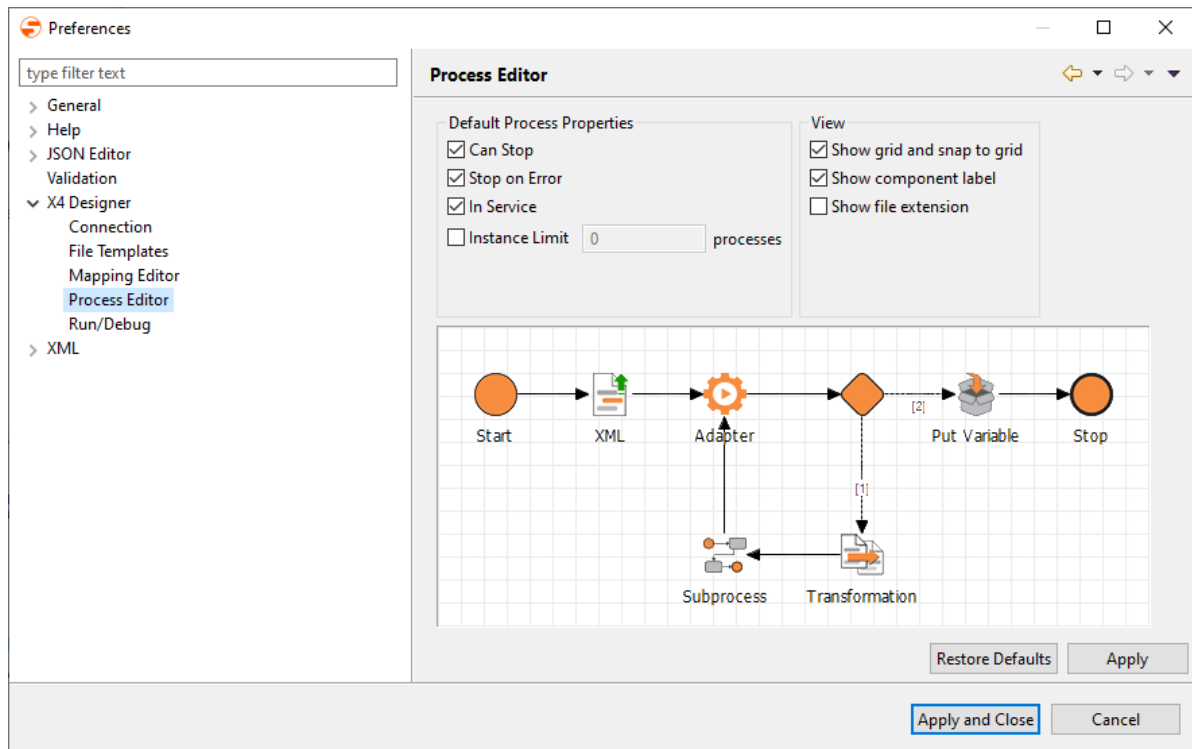 Preferences
type filter text
General
Help
JSON Editor
Validation
X4 Designer
Connection
File Templates
Mapping Editor
Process Editor
Run/Debug
XML
Process Editor
Default Process Properties
Can Stop
Stop on Error
In Service
Instance Limit 0 processes
View
Show grid and snap to grid
Show component label
Show file extension
[2]
Start XML Adapter Put Variable Stop
[1]
Subprocess Transformation
Restore Defaults Apply
Apply and Close Cancel